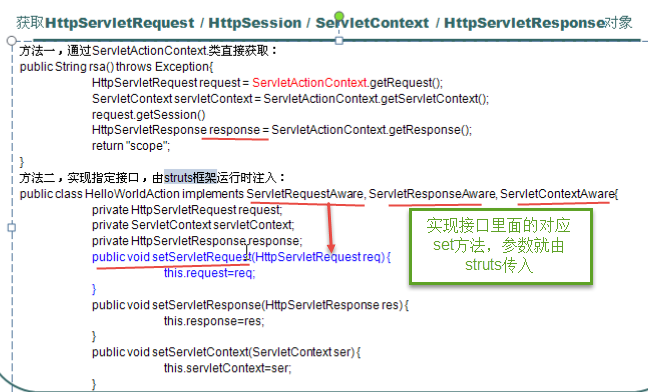 获取HttpServletRequest / HttpSession / ServletContext / HttpServletResponse对象
方法一，通过ServletActionContext.类直接获取：
public String rsa() throws Exception{
HttpServletRequest request = ServletActionContext.getRequest();
ServletContext servletContext = ServletActionContext.getServletContext();
request.getSession()
HttpServletResponse response = ServletActionContext.getResponse();
return "scope";
}
方法二，实现指定接口，由struts框架运行时注入：
public class HelloWorldAction implements ServletRequestAware, ServletResponseAware, ServletContextAware{
private HttpServletRequest request;
private ServletContext servletContext;
private HttpServletResponse response;
public void setServletRequest(HttpServletRequest req) {
this.request=req;
}
public void setServletResponse(HttpServletResponse res) {
this.response=res;
}
public void setServletContext(ServletContext ser) {
this.servletContext=ser;
}
实现接口里面的对应
set方法，参数就由
struts传入